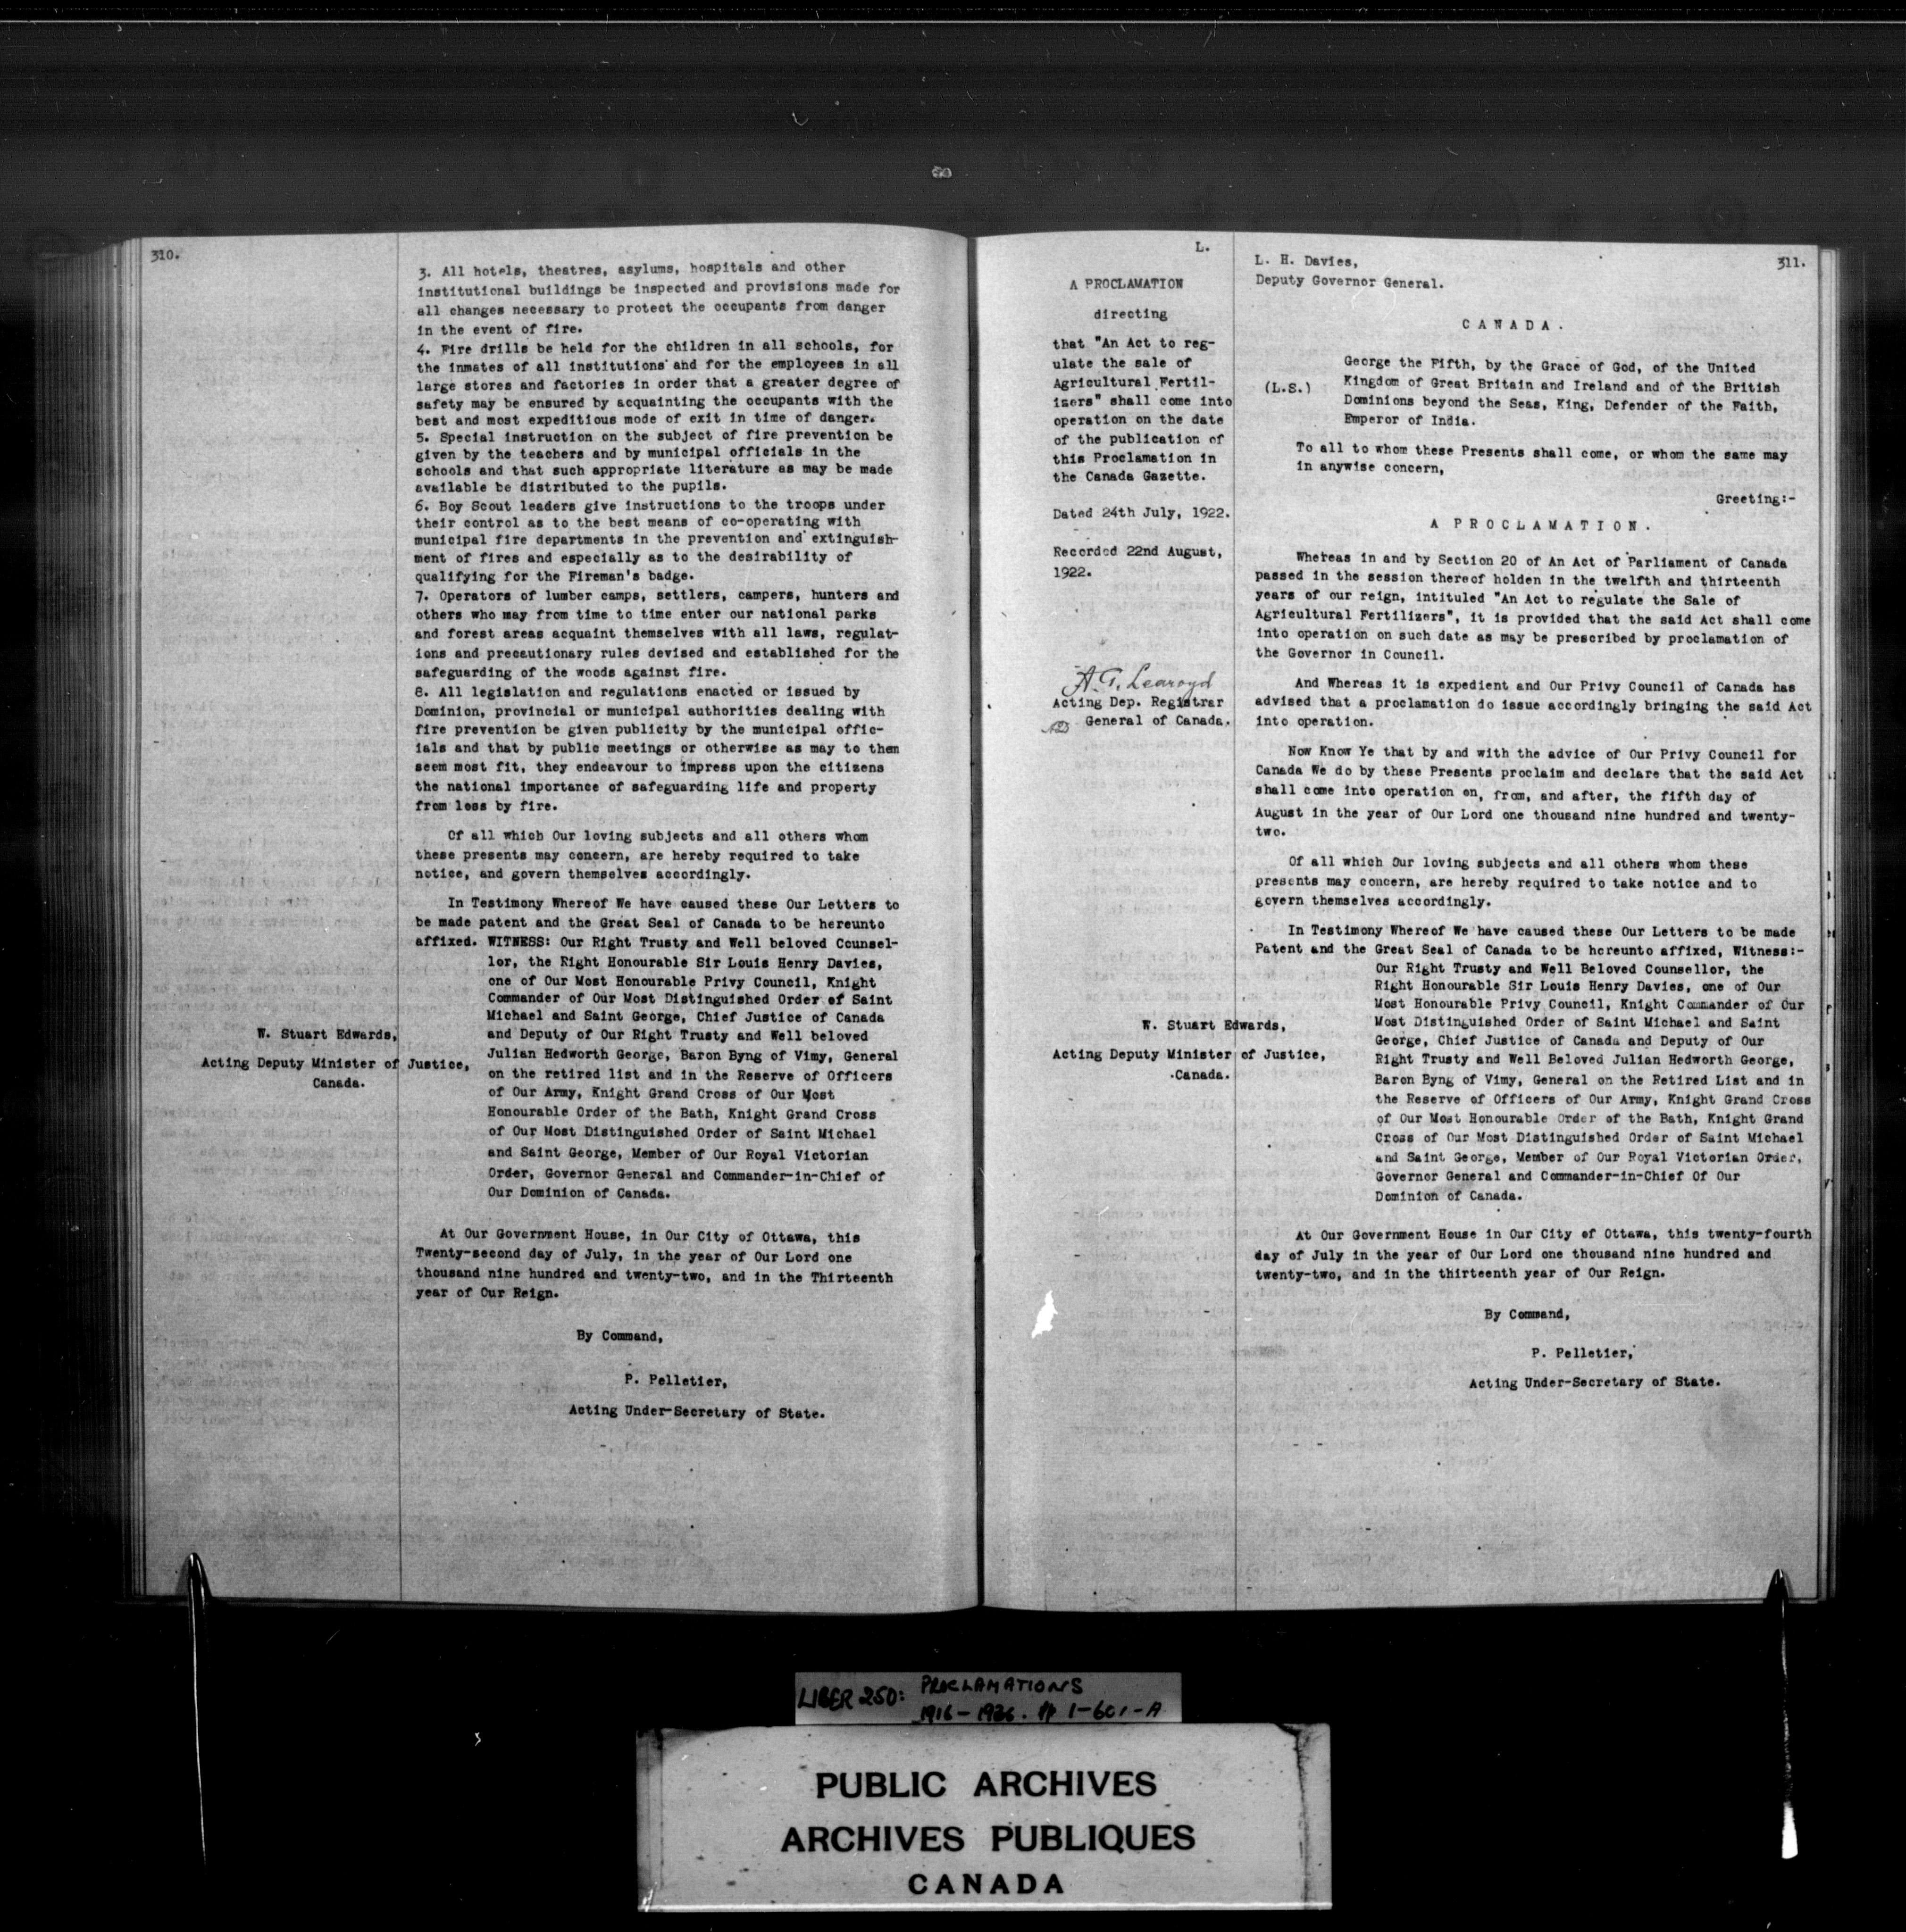 310.
3. All hotels, theatres, asylums, hospitals and other
institutional buildings be inspected and provisions made for
all changes necessary to protect the occupants from danger
in the event of fire.
4. Fire drills be held for the children in all schools, for
the inmates of all institutions and for the employees in all
large stores and factories in order that a greater degree of
safety may be ensured by acquainting the occupants with the
best and most expeditious mode of exit in time of danger.
5. Special instruction on the subject of fire prevention be
given by the teachers and by municipal officials in the
schools and that such appropriate literature as may be made
available be distributed to the pupils.
6. Boy Scout leaders give instructions to the troops under
their control as to the best means of co-operating with
municipal fire departments in the prevention and extinguish-
ment of fires and especially as to the desirability of
qualifying for the Fireman's badge.
7. Operators of lumber camps, settlers, campers, hunters and
others who may from time to time enter our national parks
and forest areas acquaint themselves with all laws, regulat-
ions and precautionary rules devised and established for the
safeguarding of the woods against fire.
8. All legislation and regulations enacted or issued by
Dominion, provincial or municipal authorities dealing with
fire prevention be given publicity by the municipal offic-
ials and that by public meetings or otherwise as may to them
seem most fit, they endeavour to impress upon the citizens
the national importance of safeguarding life and property
from loss by fire.
Of all which Our loving subjects and all others whom
these presents may concern, are hereby required to take
notice, and govern themselves accordingly.
In Testimony Whereof We have caused these Our Letters to
be made patent and the Great Seal of Canada to be hereunto
affixed. WITNESS: Our Right Trusty and Well beloved Counsel-
lor, the Right Honourable Sir Louis Henry Davies,
one of Our Most Honourable Privy Council, Knight
Commander of Our Most Distinguished Order of Saint
Michael and Saint George, Chief Justice of Canada
and Deputy of Our Right Trusty and Well beloved
Julian Hedworth George, Baron Byng of Vimy, General
on the retired list and in the Reserve of Officers
of Our Army, Knight Grand Cross of Our Most
Honourable Order of the Bath, Knight Grand Cross
of Our Most Distinguished Order of Saint Michael
and Saint George, Member of Our Royal Victorian
Order, Governor General and Commander-in-Chief of
Our Dominion of Canada.
W. Stuart Edwards,
Acting Deputy Minister of Justice,
Canada.
At Our Government House, in Our City of Ottawa, this
Twenty-second day of July, in the year of Our Lord one
thousand nine hundred and twenty-two, and in the Thirteenth
year of Our Reign.
By Command,
P. Pelletier,
Acting Under-Secretary of State.
L.
A PROCLAMATION
directing
that "An Act to reg-
ulate the sale of
Agricultural Fertil-
izers" shall come into
operation on the date
of the publication of
this Proclamation in
the Canada Gazette.
Dated 24th July, 1922.
Recorded 22nd August,
1922.
A. G. Learoyd
Acting Dep. Registrar
General of Canada.
311.
L. H. Davies,
Deputy Governor General.
CANADA.
(L.S.)
George the Fifth, by the Grace of God, of the United
Kingdom of Great Britain and Ireland and of the British
Dominions beyond the Seas, King, Defender of the Faith,
Emperor of India.
To all to whom these Presents shall come, or whom the same may
in anywise concern,
Greeting:-
A PROCLAMATION.
Whereas in and by Section 20 of An Act of Parliament of Canada
passed in the session thereof holden in the twelfth and thirteenth
years of our reign, intituled "An Act to regulate the Sale of
Agricultural Fertilizers", it is provided that the said Act shall come
into operation on such date as may be prescribed by proclamation of
the Governor in Council.
And Whereas it is expedient and Our Privy Council of Canada has
advised that a proclamation do issue accordingly bringing the said Act
into operation.
Now Know Ye that by and with the advice of Our Privy Council for
Canada We do by these Presents proclaim and declare that the said Act
shall come into operation on, from, and after, the fifth day of
August in the year of Our Lord one thousand nine hundred and twenty-
two.
Of all which Our loving subjects and all others whom these
presents may concern, are hereby required to take notice and to
govern themselves accordingly.
In Testimony Whereof We have caused these Our Letters to be made
Patent and the Great Seal of Canada to be hereunto affixed, Witness:-
Our Right Trusty and Well Beloved Counsellor, the
Right Honourable Sir Louis Henry Davies, one of Our
Most Honourable Privy Council, Knight Commander of Our
Most Distinguished Order of Saint Michael and Saint
George, Chief Justice of Canada and Deputy of Our
Right Trusty and Well Beloved Julian Hedworth George,
Baron Byng of Vimy, General on the Retired List and in
the Reserve of Officers of Our Army, Knight Grand Cross
of Our Most Honourable Order of the Bath, Knight Grand
Cross of Our Most Distinguished Order of Saint Michael
and Saint George, Member of Our Royal Victorian Order,
Governor General and Commander-in-Chief Of Our
Dominion of Canada.
W. Stuart Edwards,
Acting Deputy Minister of Justice,
Canada.
At Our Government House in Our City of Ottawa, this twenty-fourth
day of July in the year of Our Lord one thousand nine hundred and
twenty-two, and in the thirteenth year of Our Reign.
By Command,
P. Pelletier,
Acting Under-Secretary of State.
LIBER 250: PROCLAMATIONS
1916-1926. pp 1-601-A
PUBLIC ARCHIVES
ARCHIVES PUBLIQUES
CANADA